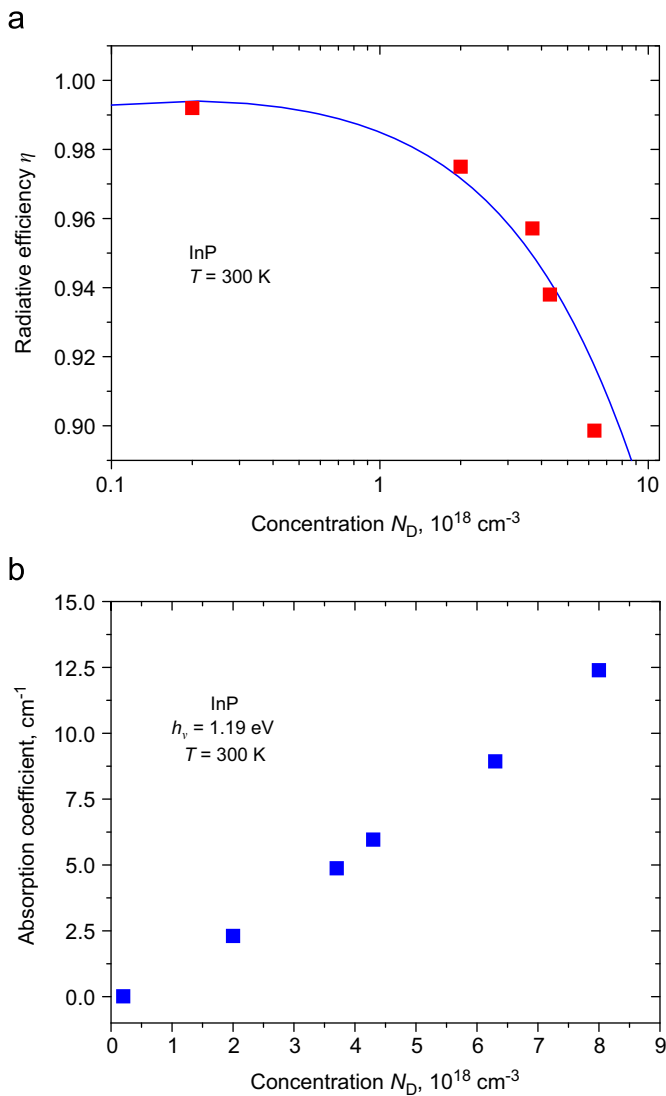 a
1.00
0.98
0.96
0.94
0.92
0.90
Radiative efficiency η
InP
T = 300 K
0.1 1 10
Concentration N_D, 10^18 cm^-3
b
15.0
12.5
10.0
7.5
5.0
2.5
0.0
Absorption coefficient, cm^-1
InP
h_ν = 1.19 eV
T = 300 K
0 1 2 3 4 5 6 7 8 9
Concentration N_D, 10^18 cm^-3